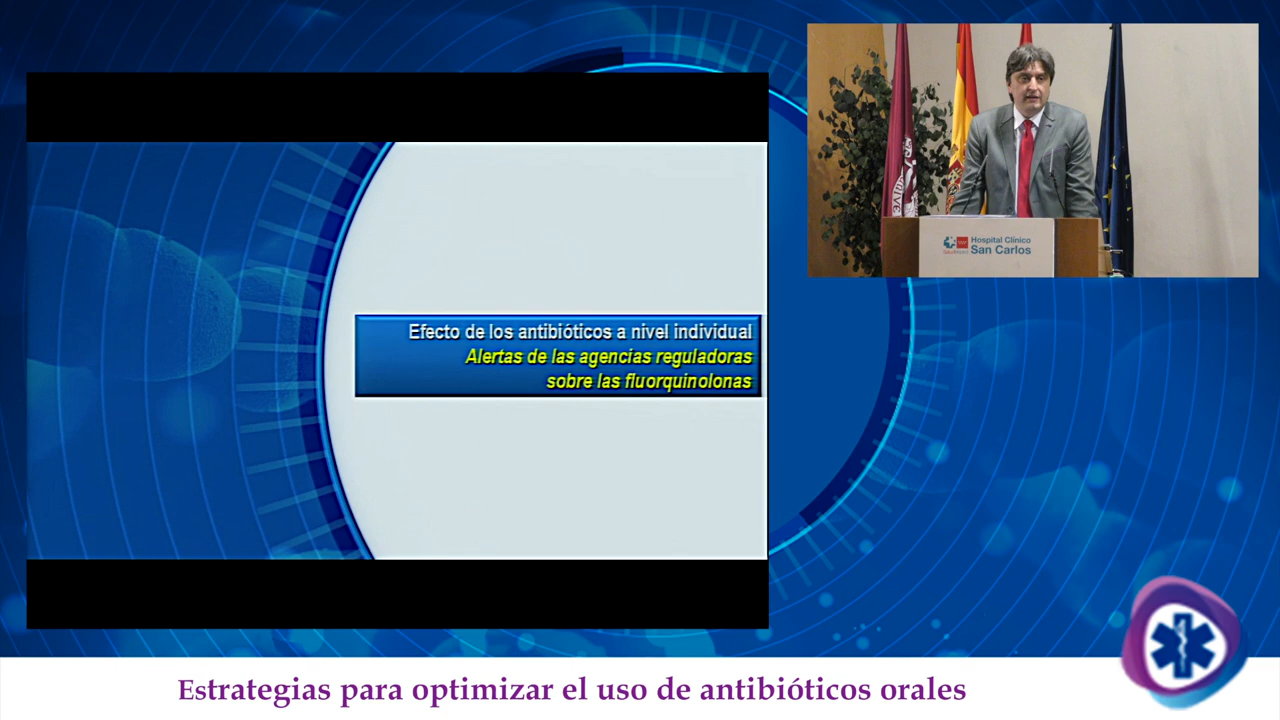 Efecto de los antibióticos a nivel individual
Alertas de las agencias reguladoras
sobre las fluorquinolonas
Hospital Clínico
San Carlos
Estrategias para optimizar el uso de antibióticos orales